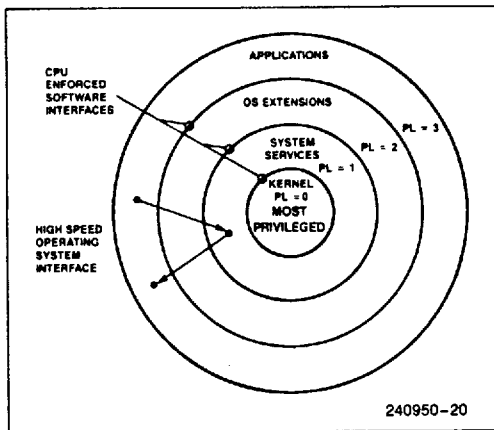 APPLICATIONS
CPU
ENFORCED
SOFTWARE
INTERFACES
OS EXTENSIONS
PL = 3
SYSTEM
SERVICES
PL = 2
KERNEL
PL = 1
PL = 0
MOST
PRIVILEGED
HIGH SPEED
OPERATING
SYSTEM
INTERFACE
240950-20